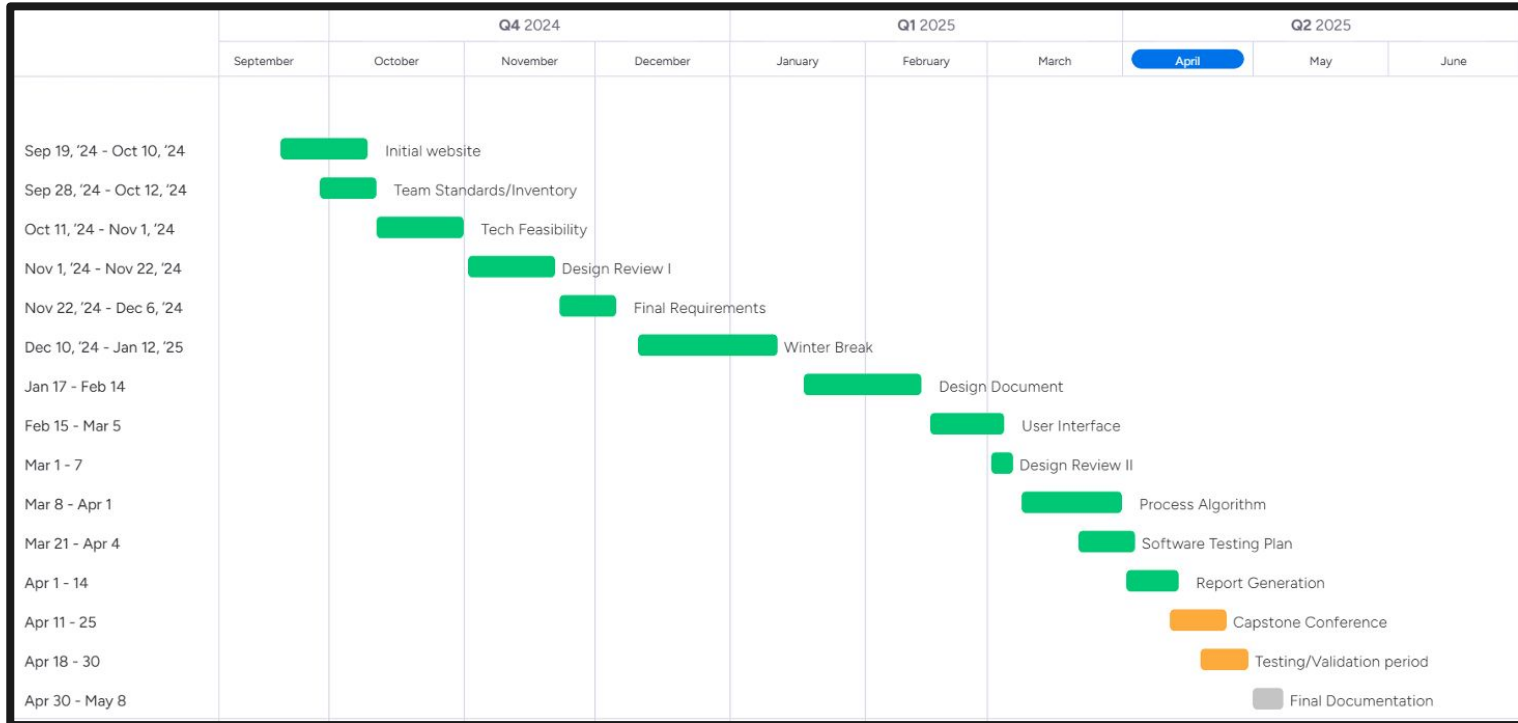 Q4 2024 Q1 2025 Q2 2025
September October November December January February March April May June
Sep 19, '24 - Oct 10, '24 Initial website
Sep 28, '24 - Oct 12, '24 Team Standards/Inventory
Oct 11, '24 - Nov 1, '24 Tech Feasibility
Nov 1, '24 - Nov 22, '24 Design Review I
Nov 22, '24 - Dec 6, '24 Final Requirements
Dec 10, '24 - Jan 12, '25 Winter Break
Jan 17 - Feb 14 Design Document
Feb 15 - Mar 5 User Interface
Mar 1 - 7 Design Review II
Mar 8 - Apr 1 Process Algorithm
Mar 21 - Apr 4 Software Testing Plan
Apr 1 - 14 Report Generation
Apr 11 - 25 Capstone Conference
Apr 18 - 30 Testing/Validation period
Apr 30 - May 8 Final Documentation